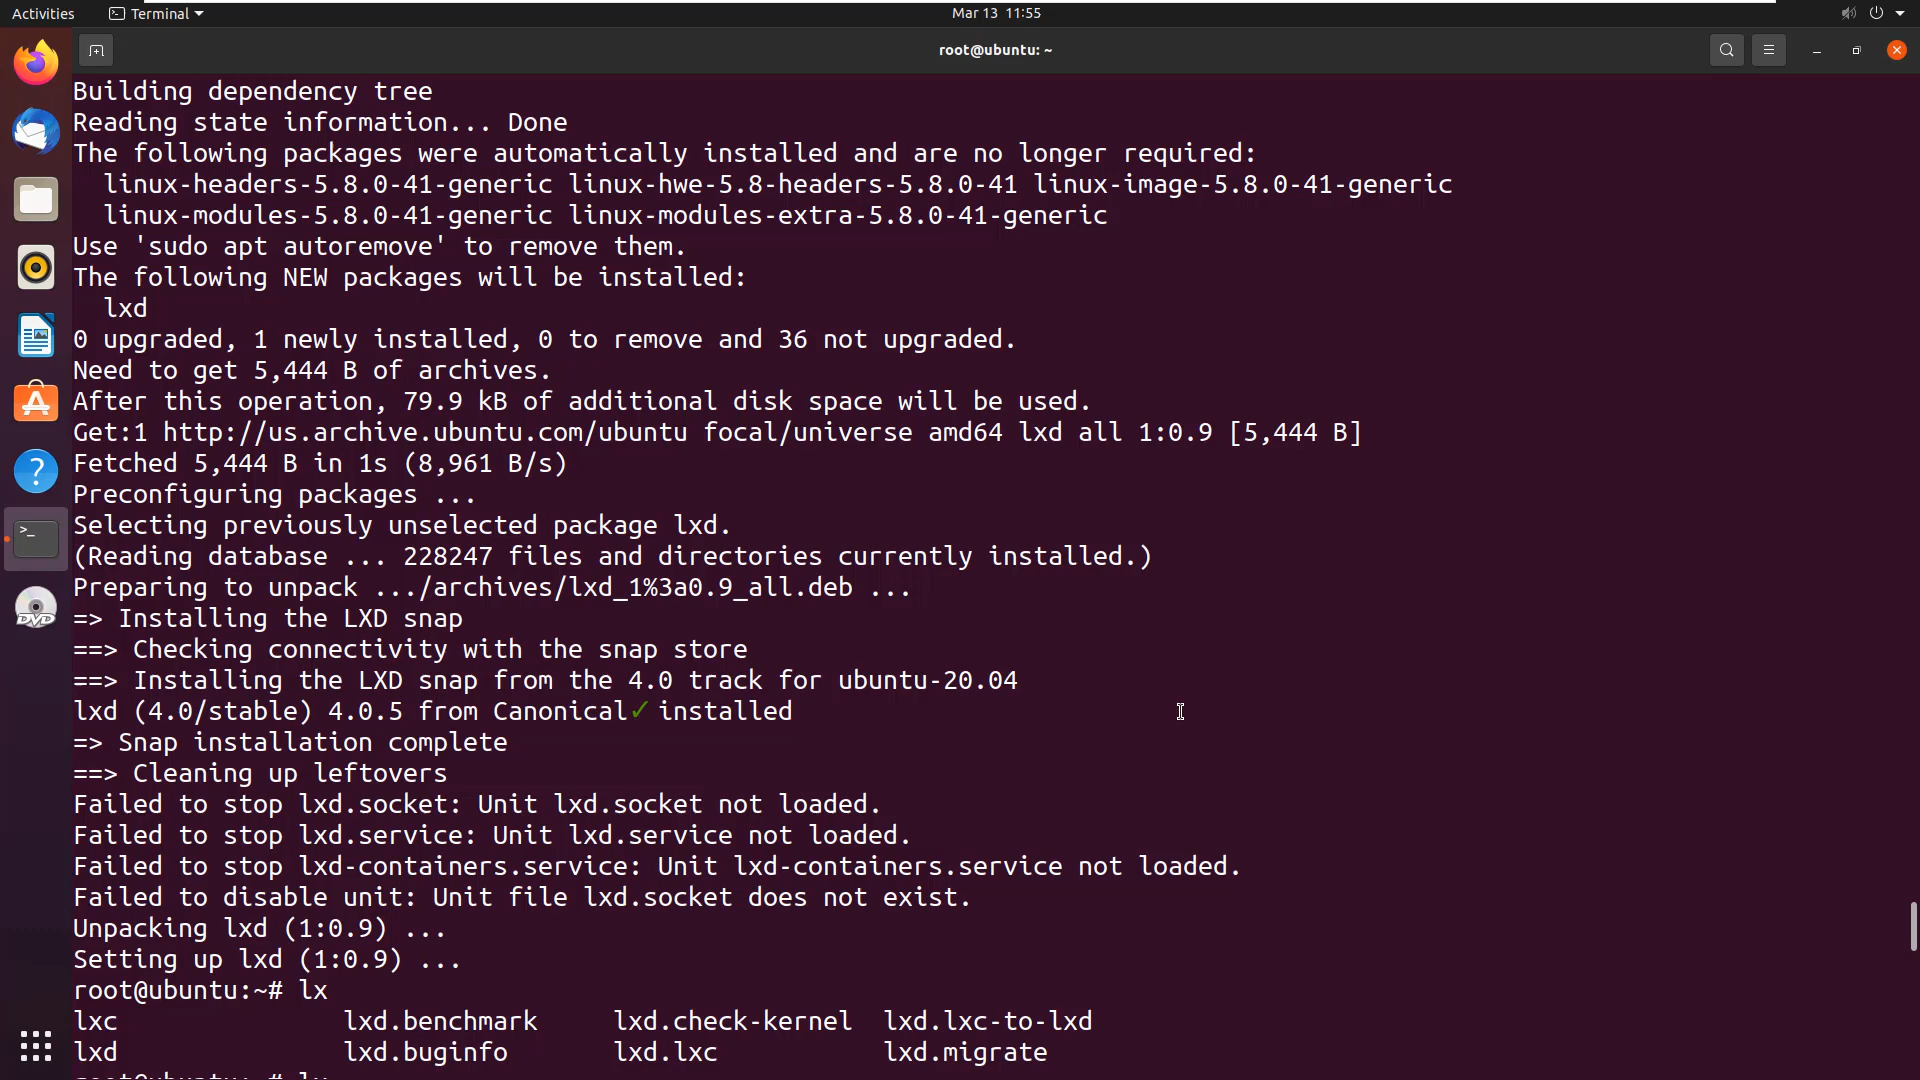 Activities
Terminal
Mar 13 11:55
root@ubuntu: ~
Building dependency tree
Reading state information... Done
The following packages were automatically installed and are no longer required:
linux-headers-5.8.0-41-generic linux-hwe-5.8-headers-5.8.0-41 linux-image-5.8.0-41-generic
linux-modules-5.8.0-41-generic linux-modules-extra-5.8.0-41-generic
Use 'sudo apt autoremove' to remove them.
The following NEW packages will be installed:
lxd
0 upgraded, 1 newly installed, 0 to remove and 36 not upgraded.
Need to get 5,444 B of archives.
After this operation, 79.9 kB of additional disk space will be used.
Get:1 http://us.archive.ubuntu.com/ubuntu focal/universe amd64 lxd all 1:0.9 [5,444 B]
Fetched 5,444 B in 1s (8,961 B/s)
Preconfiguring packages ...
Selecting previously unselected package lxd.
(Reading database ... 228247 files and directories currently installed.)
Preparing to unpack .../archives/lxd_1%3a0.9_all.deb ...
=> Installing the LXD snap
==> Checking connectivity with the snap store
==> Installing the LXD snap from the 4.0 track for ubuntu-20.04
lxd (4.0/stable) 4.0.5 from Canonical✓ installed
=> Snap installation complete
==> Cleaning up leftovers
Failed to stop lxd.socket: Unit lxd.socket not loaded.
Failed to stop lxd.service: Unit lxd.service not loaded.
Failed to stop lxd-containers.service: Unit lxd-containers.service not loaded.
Failed to disable unit: Unit file lxd.socket does not exist.
Unpacking lxd (1:0.9) ...
Setting up lxd (1:0.9) ...
root@ubuntu:~# lx
lxc lxd.benchmark lxd.check-kernel lxd.lxc-to-lxd
lxd lxd.buginfo lxd.lxc lxd.migrate